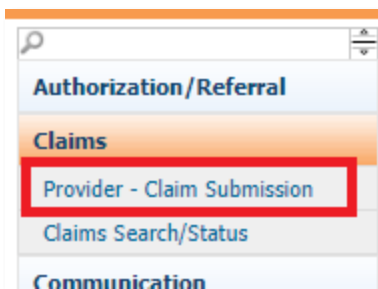 Authorization/Referral
Claims
Provider - Claim Submission
Claims Search/Status
Communication